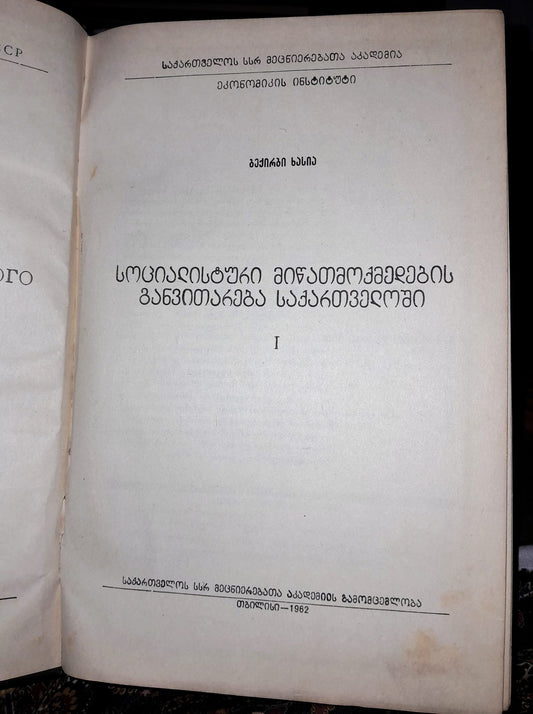 ССР
ОГО
საქართველოს სსრ მეცნიერებათა აკადემია
ეკონომიკის ინსტიტუტი
ბექირბი ხასია
სოციალისტური მიწათმოქმედების
განვითარება საქართველოში
I
საქართველოს სსრ მეცნიერებათა აკადემიის გამომცემლობა
თბილისი—1962